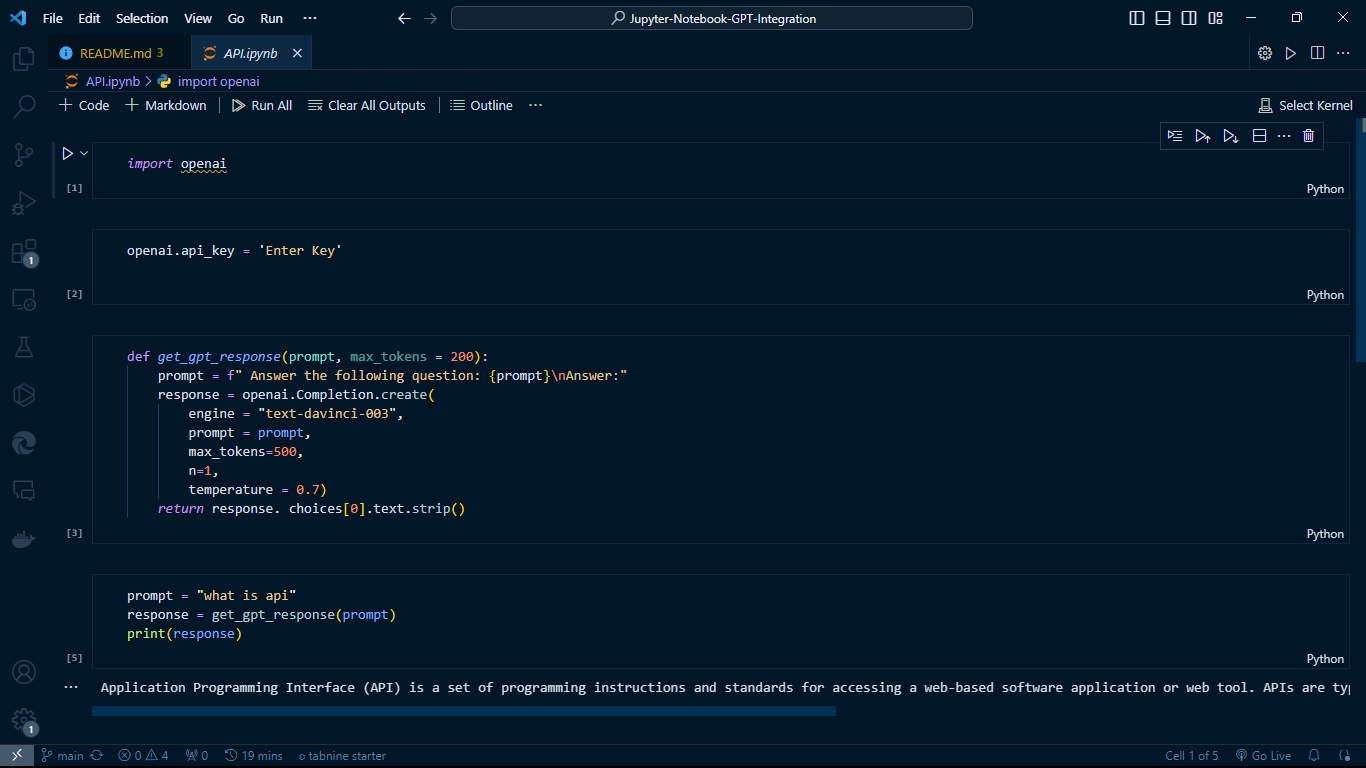 File Edit Selection View Go Run ··· Jupyter-Notebook-GPT-Integration
README.md 3 API.ipynb
API.ipynb > import openai
+ Code + Markdown Run All Clear All Outputs Outline ··· Select Kernel
import openai
[1] Python
openai.api_key = 'Enter Key'
[2] Python
def get_gpt_response(prompt, max_tokens = 200):
prompt = f" Answer the following question: {prompt}\nAnswer:"
response = openai.Completion.create(
engine = "text-davinci-003",
prompt = prompt,
max_tokens=500,
n=1,
temperature = 0.7)
return response. choices[0].text.strip()
[3] Python
prompt = "what is api"
response = get_gpt_response(prompt)
print(response)
[5] Python
··· Application Programming Interface (API) is a set of programming instructions and standards for accessing a web-based software application or web tool. APIs are typ
1
1
main 0 4 0 19 mins tabnine starter Cell 1 of 5 Go Live